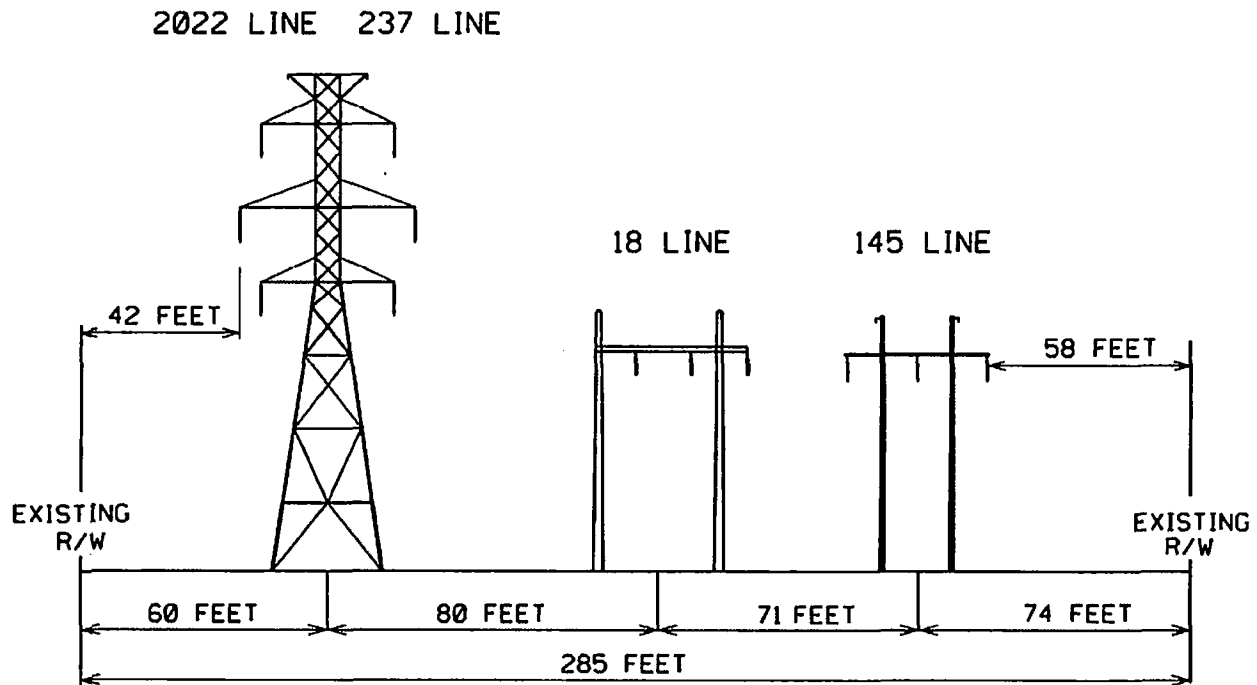 2022 LINE 237 LINE
18 LINE
145 LINE
42 FEET
58 FEET
EXISTING
R/W
EXISTING
R/W
60 FEET
80 FEET
71 FEET
74 FEET
285 FEET